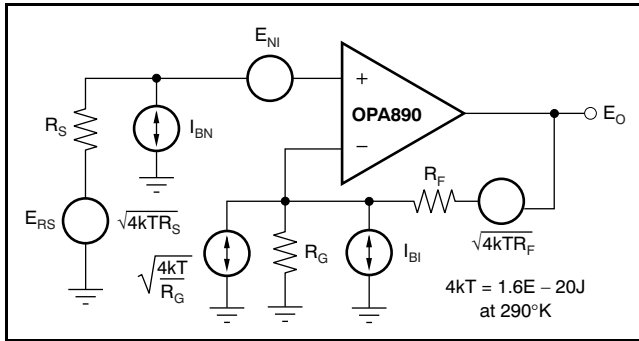 E_NI
+
OPA890
−
E_O
R_S
I_BN
E_RS
√4kTR_S
R_F
√4kTR_F
√4kT/R_G
R_G
I_BI
4kT = 1.6E − 20J
at 290°K